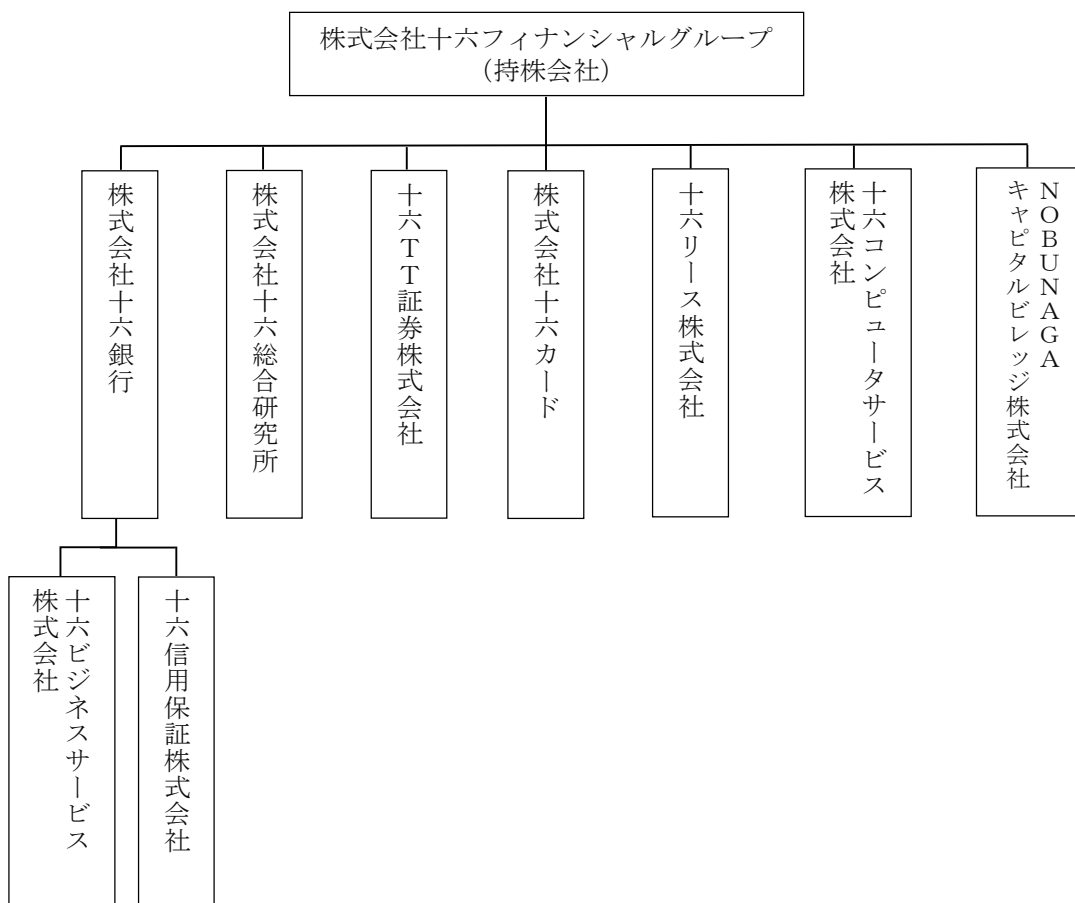 株式会社十六フィナンシャルグループ
（持株会社）
株式会社十六銀行
株式会社十六総合研究所
十六ＴＴ証券株式会社
株式会社十六カード
十六リース株式会社
十六コンピュータサービス
株式会社
ＮＯＢＵＮＡＧＡ
キャピタルビレッジ株式会社
十六ビジネスサービス
株式会社
十六信用保証株式会社